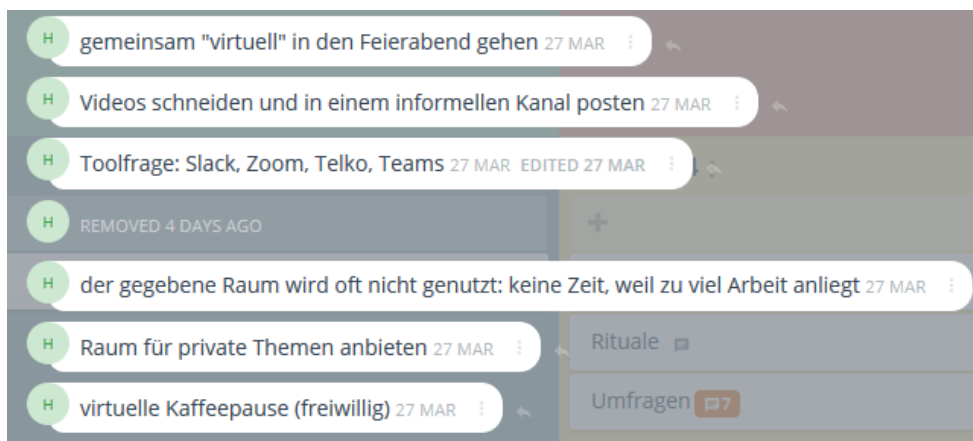 H gemeinsam "virtuell" in den Feierabend gehen 27 MAR
H Videos schneiden und in einem informellen Kanal posten 27 MAR
H Toolfrage: Slack, Zoom, Telko, Teams 27 MAR EDITED 27 MAR
H REMOVED 4 DAYS AGO
H der gegebene Raum wird oft nicht genutzt: keine Zeit, weil zu viel Arbeit anliegt 27 MAR
H Raum für private Themen anbieten 27 MAR
Rituale
H virtuelle Kaffeepause (freiwillig) 27 MAR
Umfragen 7